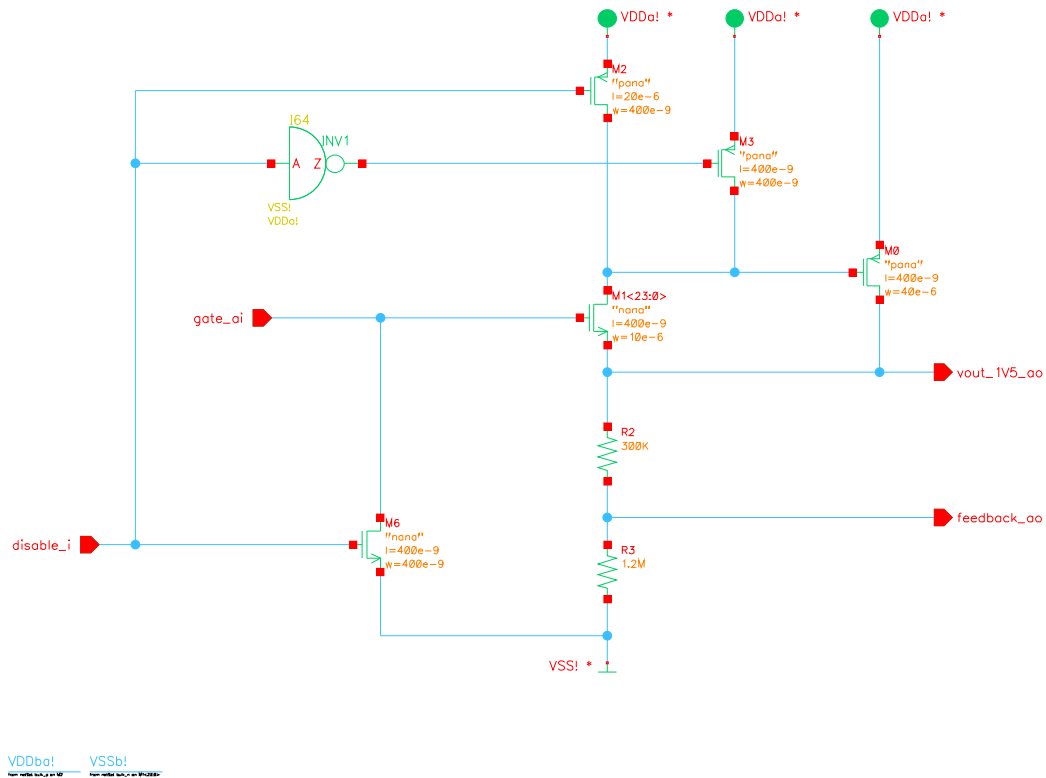 VDDa! *
VDDa! *
VDDa! *
M2
"pana"
l=20e-6
w=400e-9
I64
INV1
A
Z
VSS!
VDDa!
M3
"pana"
l=400e-9
w=400e-9
M0
"pana"
l=400e-9
w=40e-6
M1<23:0>
"nana"
l=400e-9
w=10e-6
gate_ai
vout_1V5_ao
R2
300K
feedback_ao
M6
"nana"
l=400e-9
w=400e-9
disable_i
R3
1.2M
VSS! *
VDDba!
VSSb!